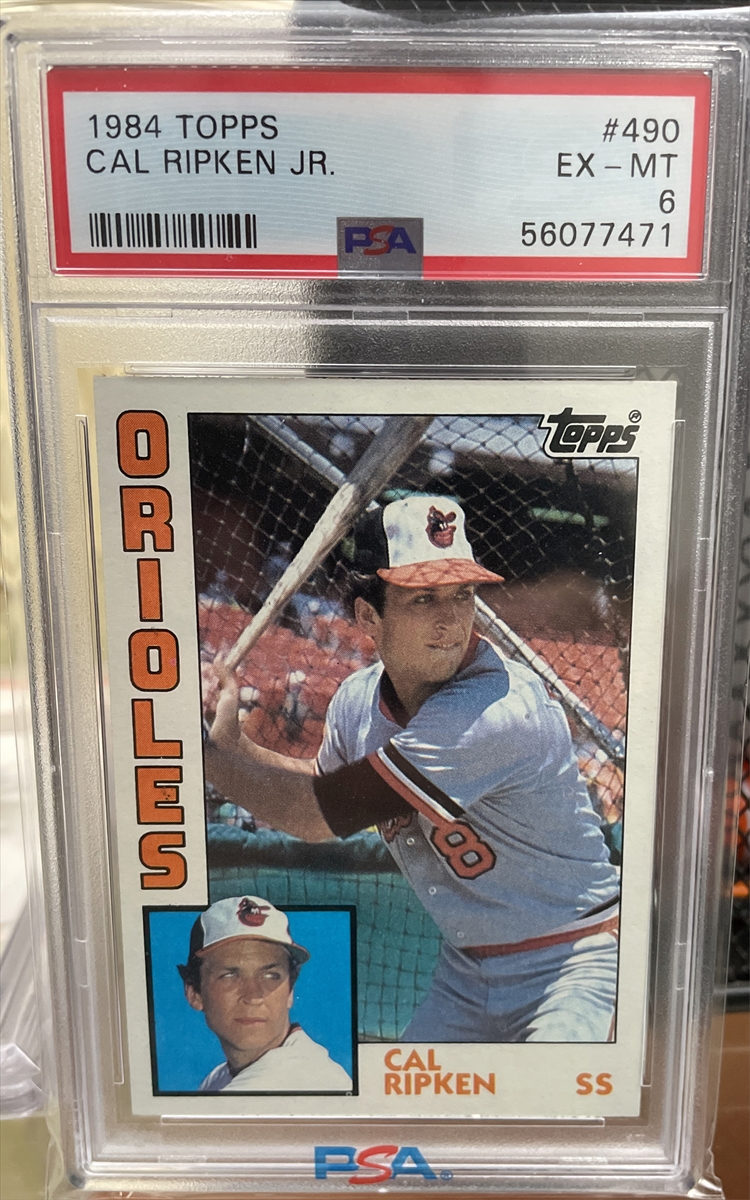 1984 TOPPS
#490
CAL RIPKEN JR.
EX - MT
6
56077471
PSA
Topps®
ORIOLES
8
CAL
RIPKEN
SS
PSA®